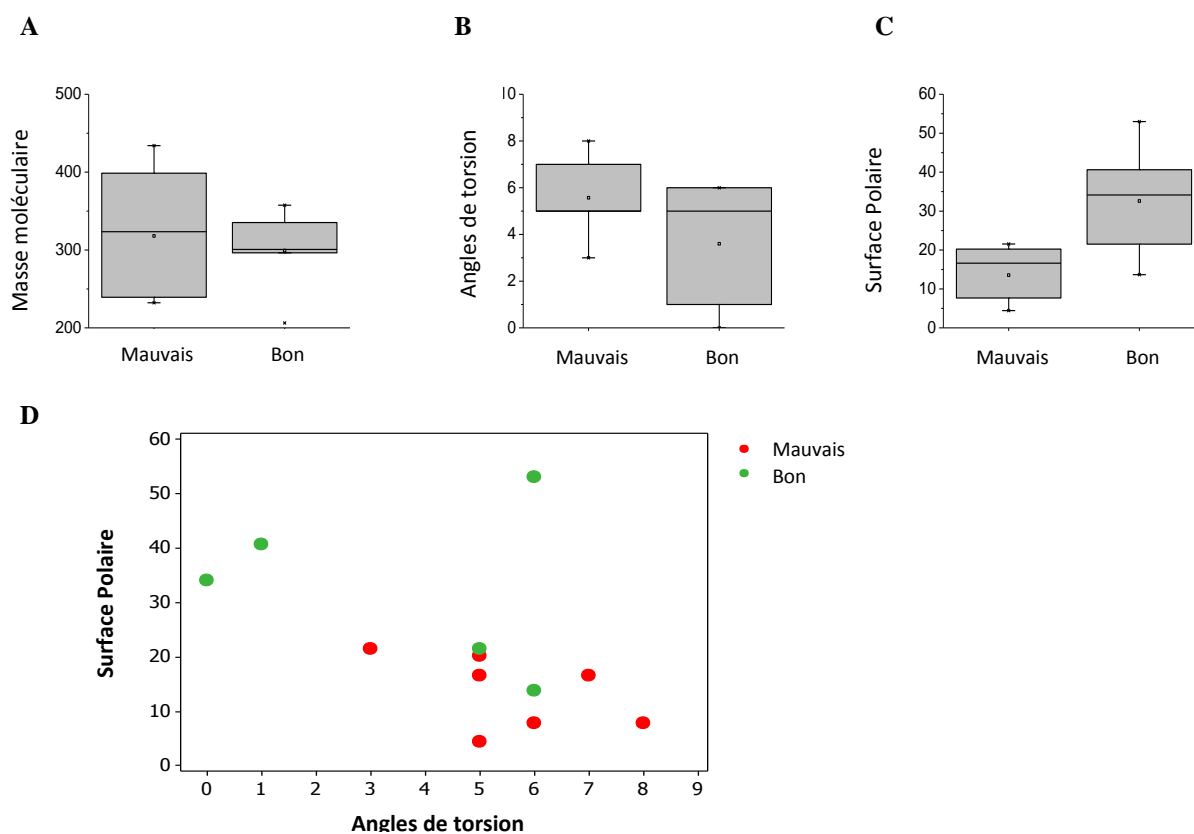 A
B
C
Masse moléculaire
500
400
300
200
Mauvais
Bon
Angles de torsion
10
8
6
4
2
0
Mauvais
Bon
Surface Polaire
60
50
40
30
20
10
0
Mauvais
Bon
D
Surface Polaire
60
50
40
30
20
10
0
0 1 2 3 4 5 6 7 8 9
Angles de torsion
Mauvais
Bon